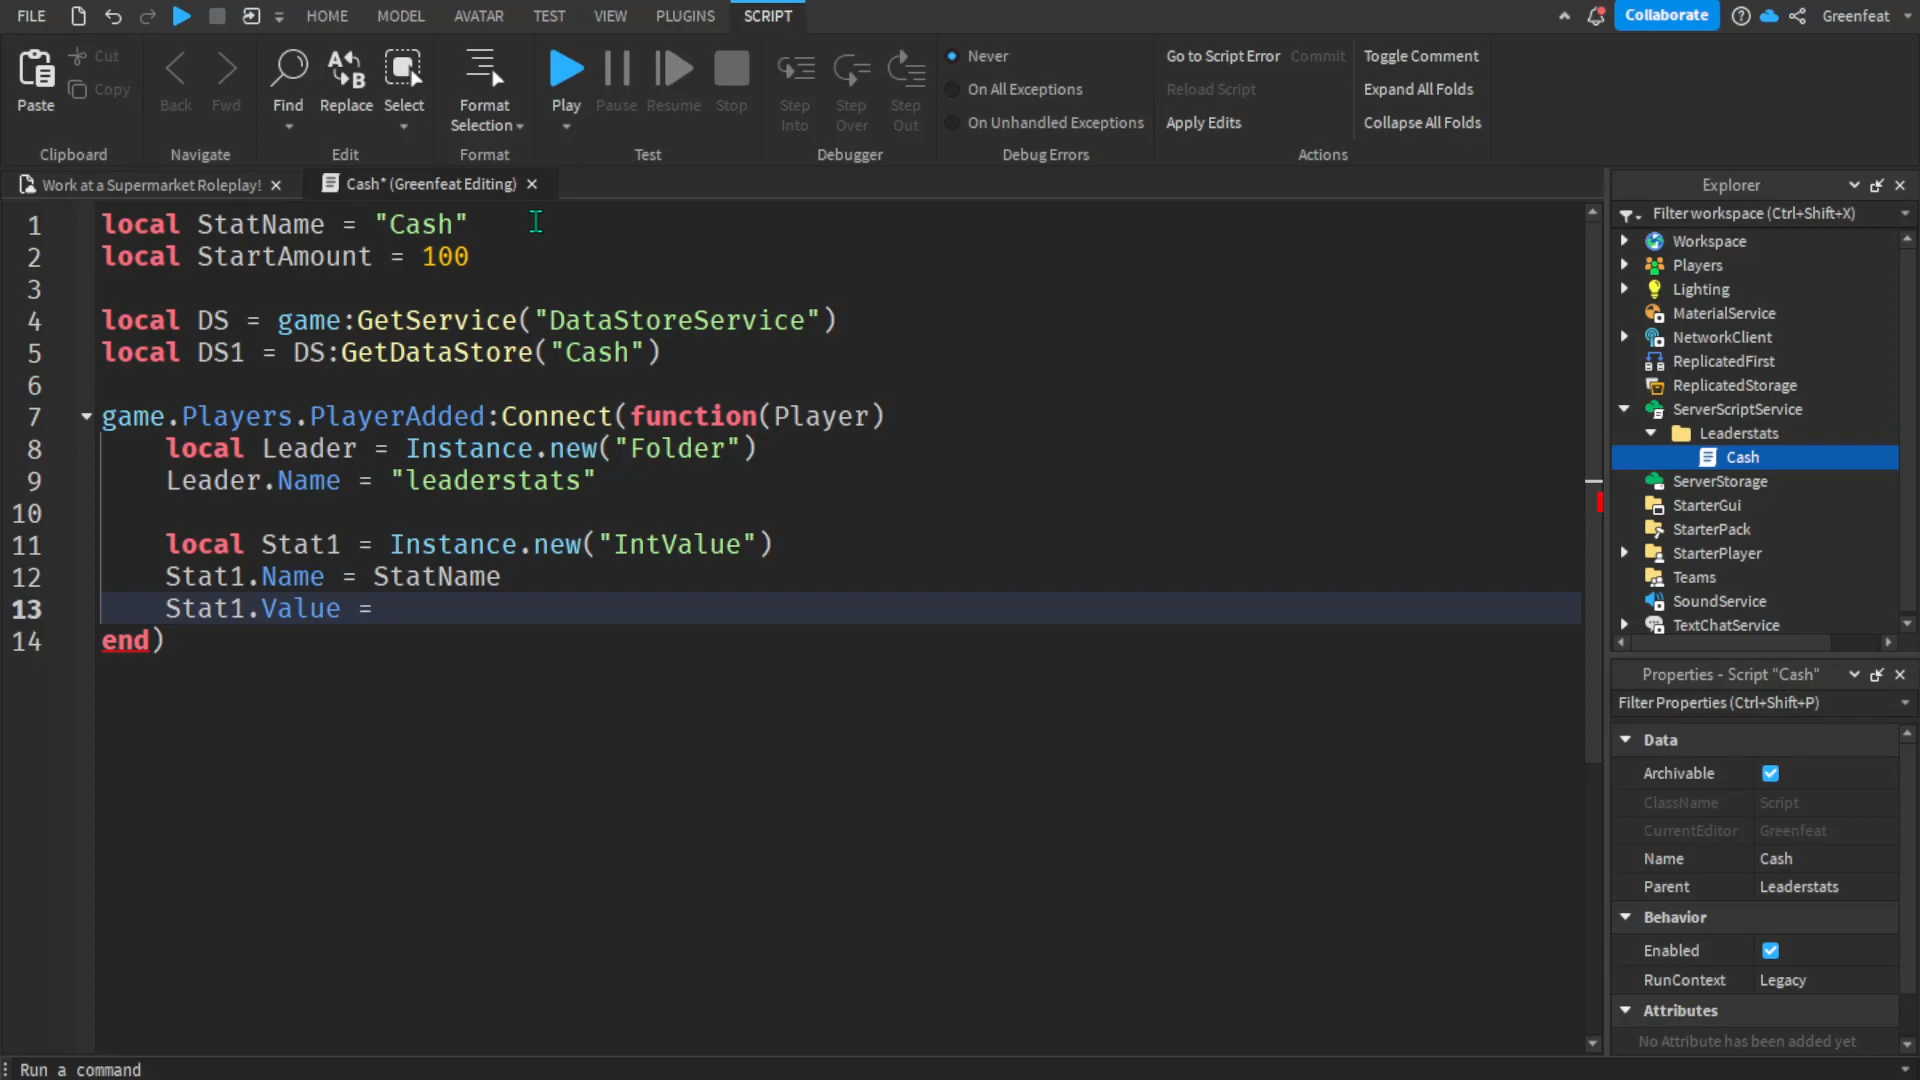 FILE HOME MODEL AVATAR TEST VIEW PLUGINS SCRIPT Collaborate Greenfeat
Paste Cut Copy Back Fwd Find Replace Select Format Selection Play Pause Resume Stop Step Into Step Over Step Out
Never
On All Exceptions
On Unhandled Exceptions
Go to Script Error Commit
Reload Script
Apply Edits
Toggle Comment
Expand All Folds
Collapse All Folds
Clipboard Navigate Edit Format Test Debugger Debug Errors Actions
Work at a Supermarket Roleplay! Cash* (Greenfeat Editing)
1 local StatName = "Cash"
2 local StartAmount = 100
3
4 local DS = game:GetService("DataStoreService")
5 local DS1 = DS:GetDataStore("Cash")
6
7 game.Players.PlayerAdded:Connect(function(Player)
8 local Leader = Instance.new("Folder")
9 Leader.Name = "leaderstats"
10
11 local Stat1 = Instance.new("IntValue")
12 Stat1.Name = StatName
13 Stat1.Value =
14 end)
Explorer
Filter workspace (Ctrl+Shift+X)
Workspace
Players
Lighting
MaterialService
NetworkClient
ReplicatedFirst
ReplicatedStorage
ServerScriptService
Leaderstats
Cash
ServerStorage
StarterGui
StarterPack
StarterPlayer
Teams
SoundService
TextChatService
Properties - Script "Cash"
Filter Properties (Ctrl+Shift+P)
Data
Archivable
ClassName Script
CurrentEditor Greenfeat
Name Cash
Parent Leaderstats
Behavior
Enabled
RunContext Legacy
Attributes
No Attribute has been added yet
Run a command